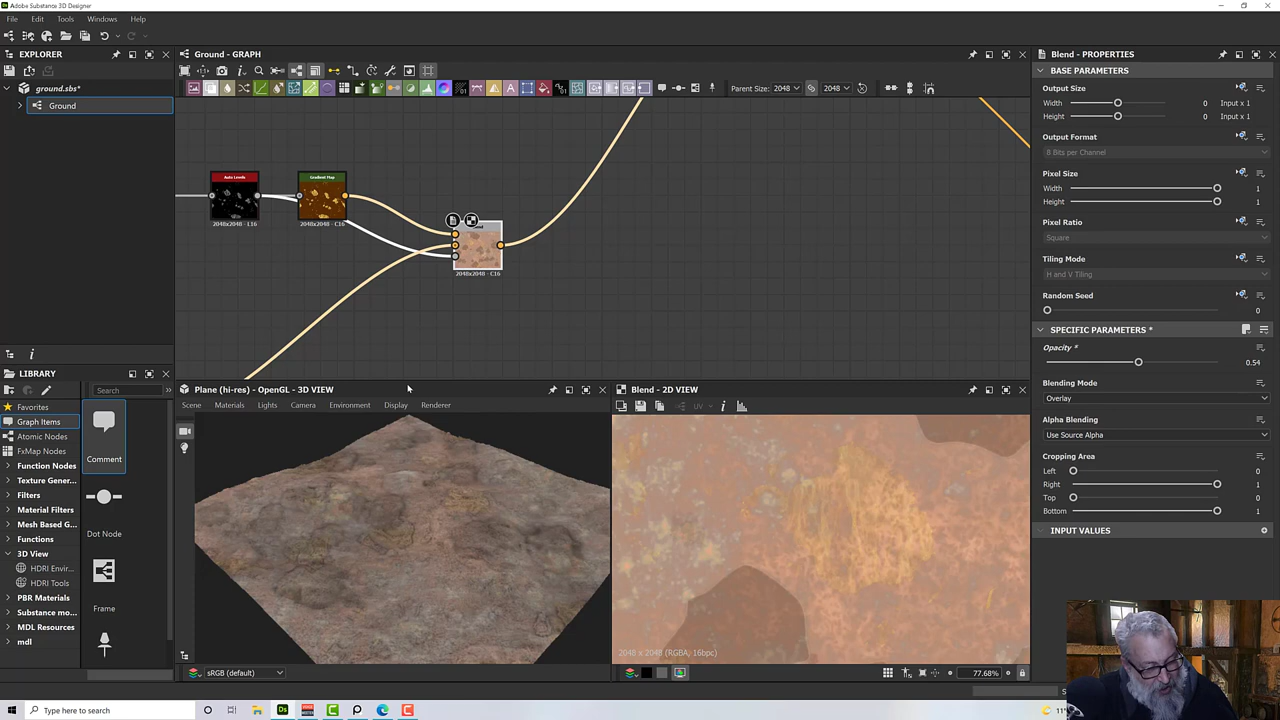 Adobe Substance 3D Designer
File Edit Tools Windows Help
EXPLORER
ground.sbs*
Ground
LIBRARY
Search
Favorites
Graph Items
Atomic Nodes
FxMap Nodes
Function Nodes
Texture Gener...
Filters
Material Filters
Mesh Based G...
Functions
3D View
HDRI Envir...
HDRI Tools
PBR Materials
Substance mo...
MDL Resources
mdl
Comment
Dot Node
Frame
Ground - GRAPH
Parent Size: 2048 2048
Auto Levels
2048x2048 - L16
Gradient Map
2048x2048 - C16
2048x2048 - C16
Plane (hi-res) - OpenGL - 3D VIEW
Scene Materials Lights Camera Environment Display Renderer
sRGB (default)
Blend - 2D VIEW
UV
2048 x 2048 (RGBA, 16bpc)
77.68%
Blend - PROPERTIES
BASE PARAMETERS
Output Size
Width 0 Input x 1
Height 0 Input x 1
Output Format
8 Bits per Channel
Pixel Size
Width 1
Height 1
Pixel Ratio
Square
Tiling Mode
H and V Tiling
Random Seed
0
SPECIFIC PARAMETERS *
Opacity *
0.54
Blending Mode
Overlay
Alpha Blending
Use Source Alpha
Cropping Area
Left 0
Right 1
Top 0
Bottom 1
INPUT VALUES
Type here to search
Ds
11°